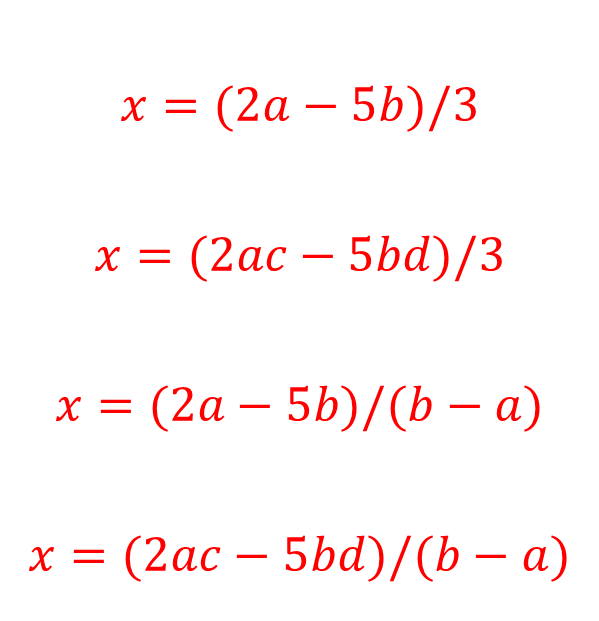 x = (2a − 5b)/3
x = (2ac − 5bd)/3
x = (2a − 5b)/(b − a)
x = (2ac − 5bd)/(b − a)